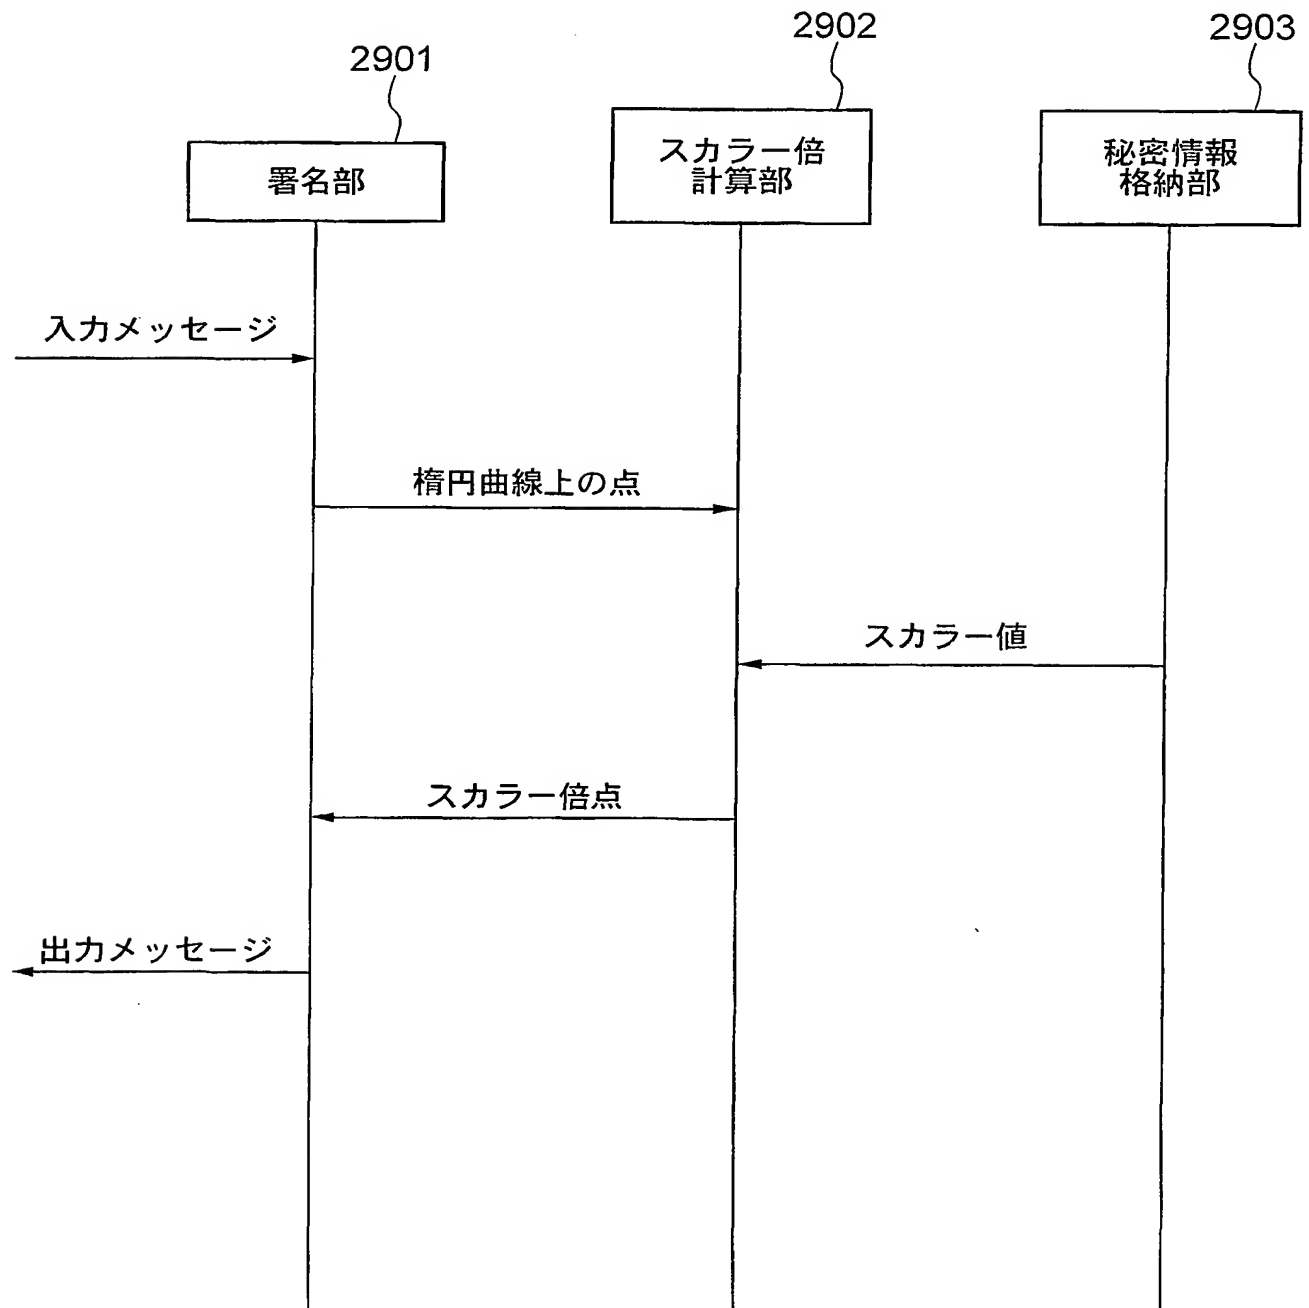 2901
2902
2903
署名部
スカラー倍
計算部
秘密情報
格納部
入力メッセージ
楕円曲線上の点
スカラー値
スカラー倍点
出力メッセージ